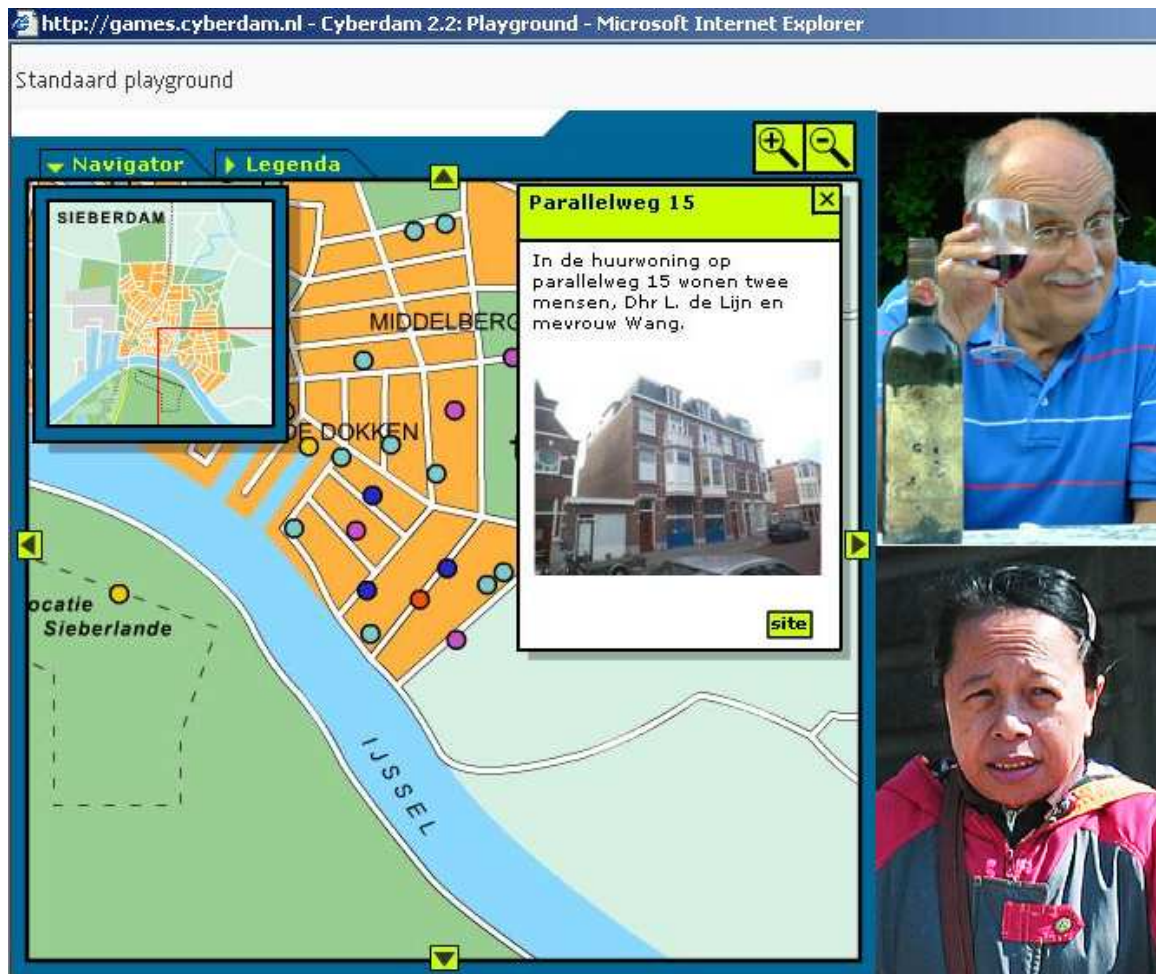 http://games.cyberdam.nl - Cyberdam 2.2: Playground - Microsoft Internet Explorer
Standaard playground
Navigator
Legenda
SIEBERDAM
Parallelweg 15
In de huurwoning op
parallelweg 15 wonen twee
mensen, Dhr L. de Lijn en
mevrouw Wang.
site
MIDDELBERG
DE DOKKEN
ocatie
Sieberlande
IJSSEL